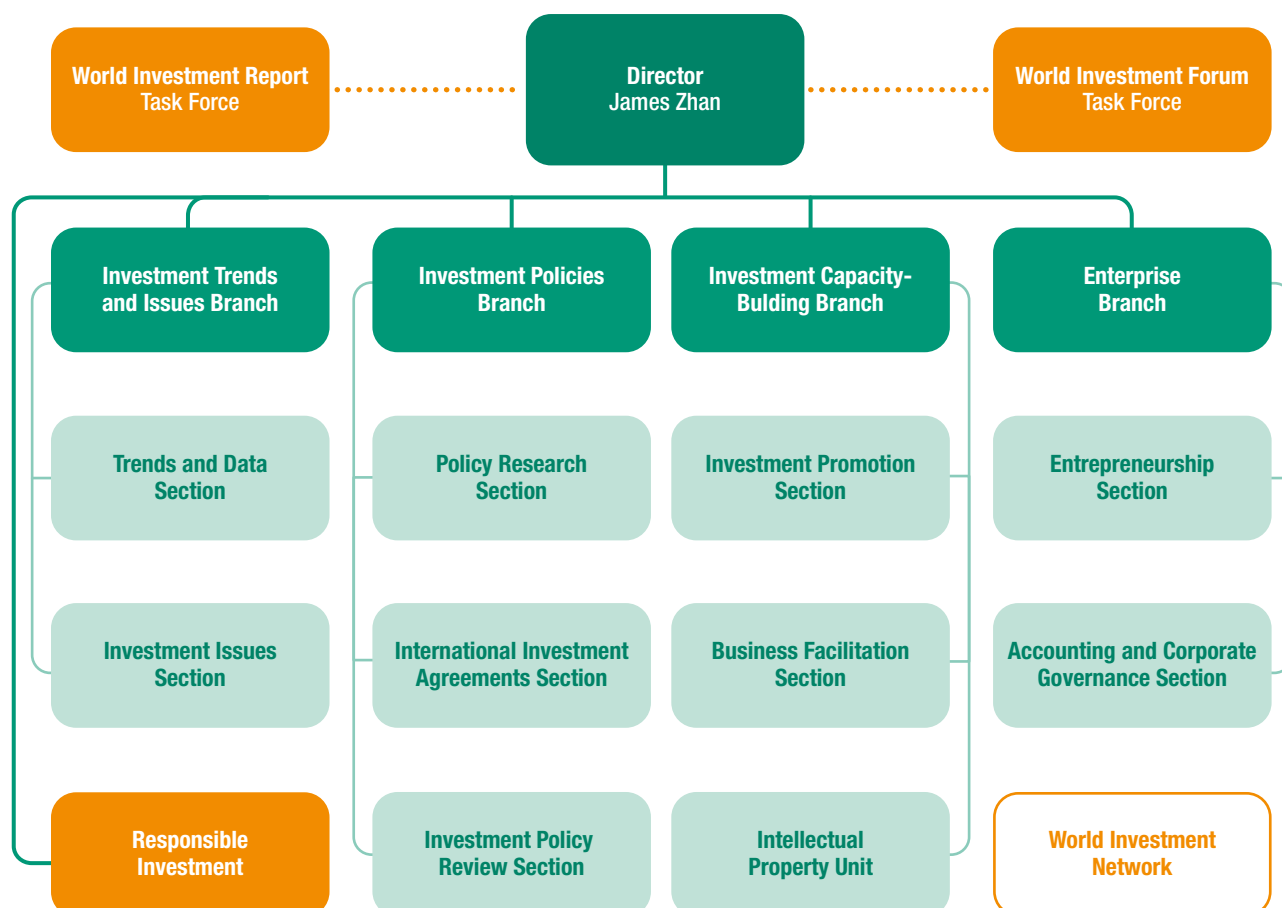 World Investment Report
Task Force
Director
James Zhan
World Investment Forum
Task Force
Investment Trends
and Issues Branch
Investment Policies
Branch
Investment Capacity-
Bulding Branch
Enterprise
Branch
Trends and Data
Section
Policy Research
Section
Investment Promotion
Section
Entrepreneurship
Section
Investment Issues
Section
International Investment
Agreements Section
Business Facilitation
Section
Accounting and Corporate
Governance Section
Responsible
Investment
Investment Policy
Review Section
Intellectual
Property Unit
World Investment
Network